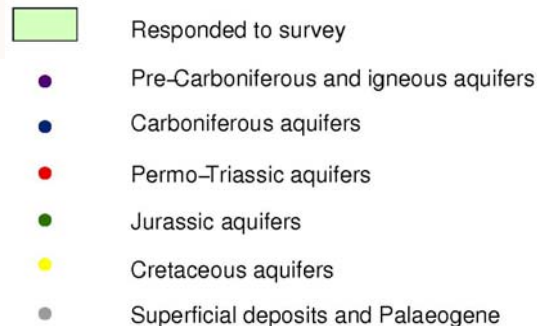 Responded to survey
Pre-Carboniferous and igneous aquifers
Carboniferous aquifers
Permo-Triassic aquifers
Jurassic aquifers
Cretaceous aquifers
Superficial deposits and Palaeogene